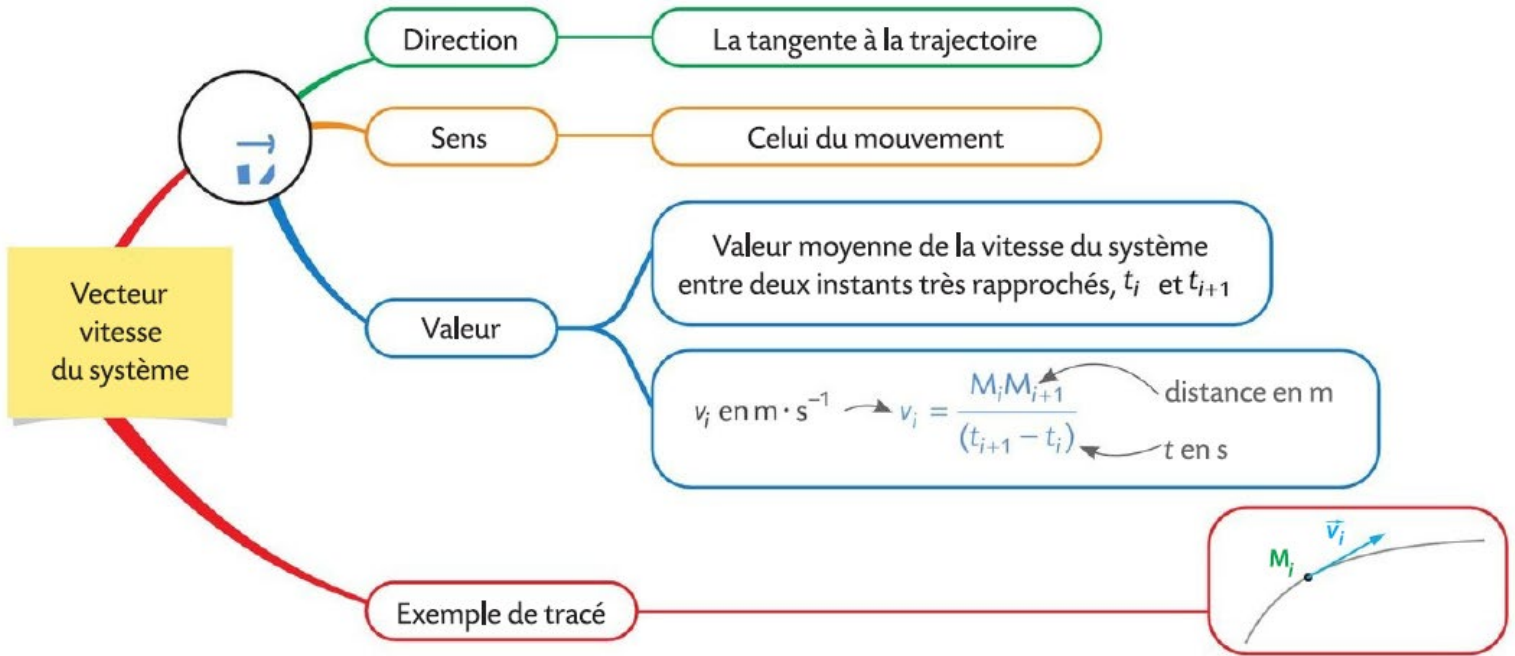 Direction
La tangente à la trajectoire
Sens
Celui du mouvement
Vecteur
vitesse
du système
Valeur
Valeur moyenne de la vitesse du système
entre deux instants très rapprochés, tᵢ et tᵢ₊₁
vᵢ en m · s⁻¹
vᵢ = MᵢMᵢ₊₁ / (tᵢ₊₁ − tᵢ)
distance en m
t en s
Exemple de tracé
v⃗ᵢ
Mᵢ